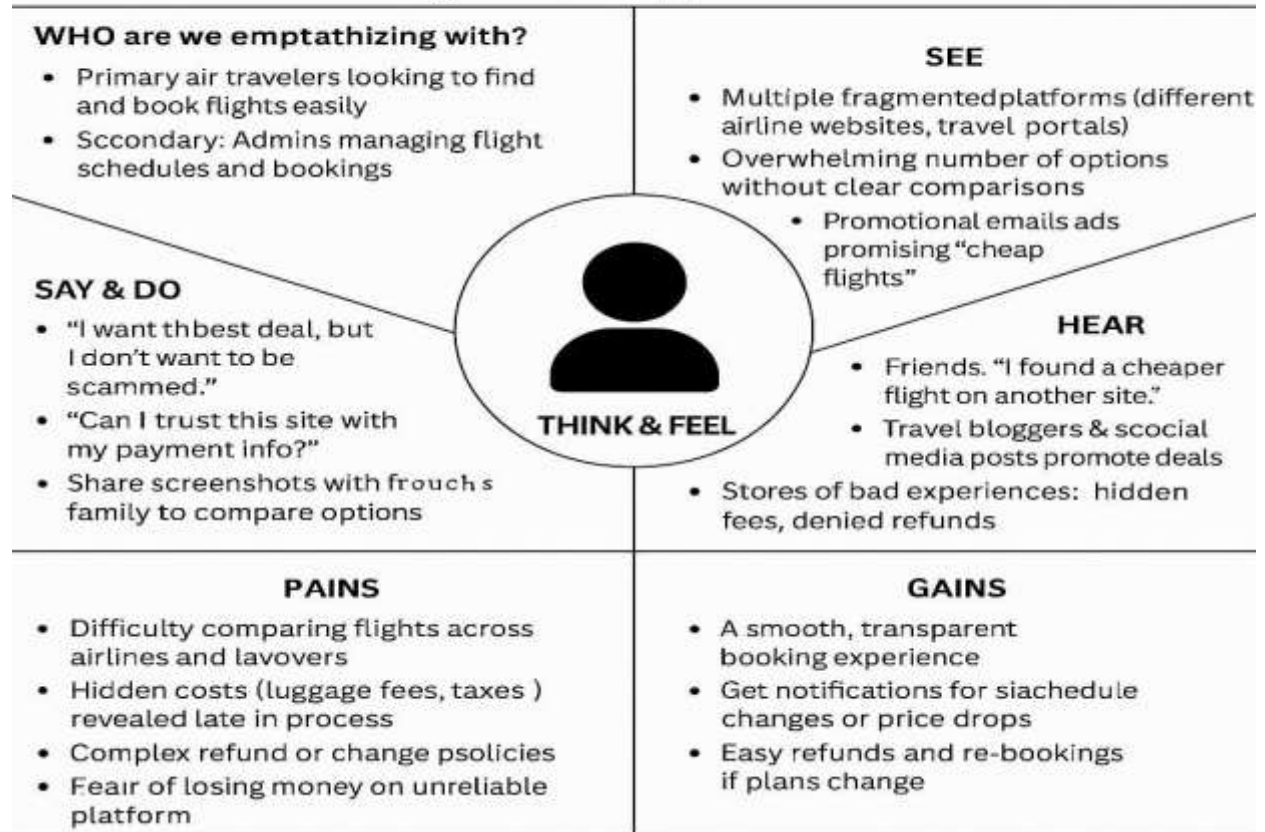 WHO are we emptathizing with?
• Primary air travelers looking to find
and book flights easily
• Sccondary: Admins managing flight
schedules and bookings
SEE
• Multiple fragmentedplatforms (different
airline websites, travel portals)
• Overwhelming number of options
without clear comparisons
• Promotional emails ads
promising “cheap
flights”
SAY & DO
• “I want thbest deal, but
I don’t want to be
scammed.”
• “Can I trust this site with
my payment info?”
• Share screenshots with frouchs
family to compare options
THINK & FEEL
HEAR
• Friends. “I found a cheaper
flight on another site.”
• Travel bloggers & scocial
media posts promote deals
• Stores of bad experiences: hidden
fees, denied refunds
PAINS
• Difficulty comparing flights across
airlines and lavovers
• Hidden costs (luggage fees, taxes )
revealed late in process
• Complex refund or change psolicies
• Feaır of losing money on unreliable
platform
GAINS
• A smooth, transparent
booking experience
• Get notifications for siachedule
changes or price drops
• Easy refunds and re-bookings
if plans change